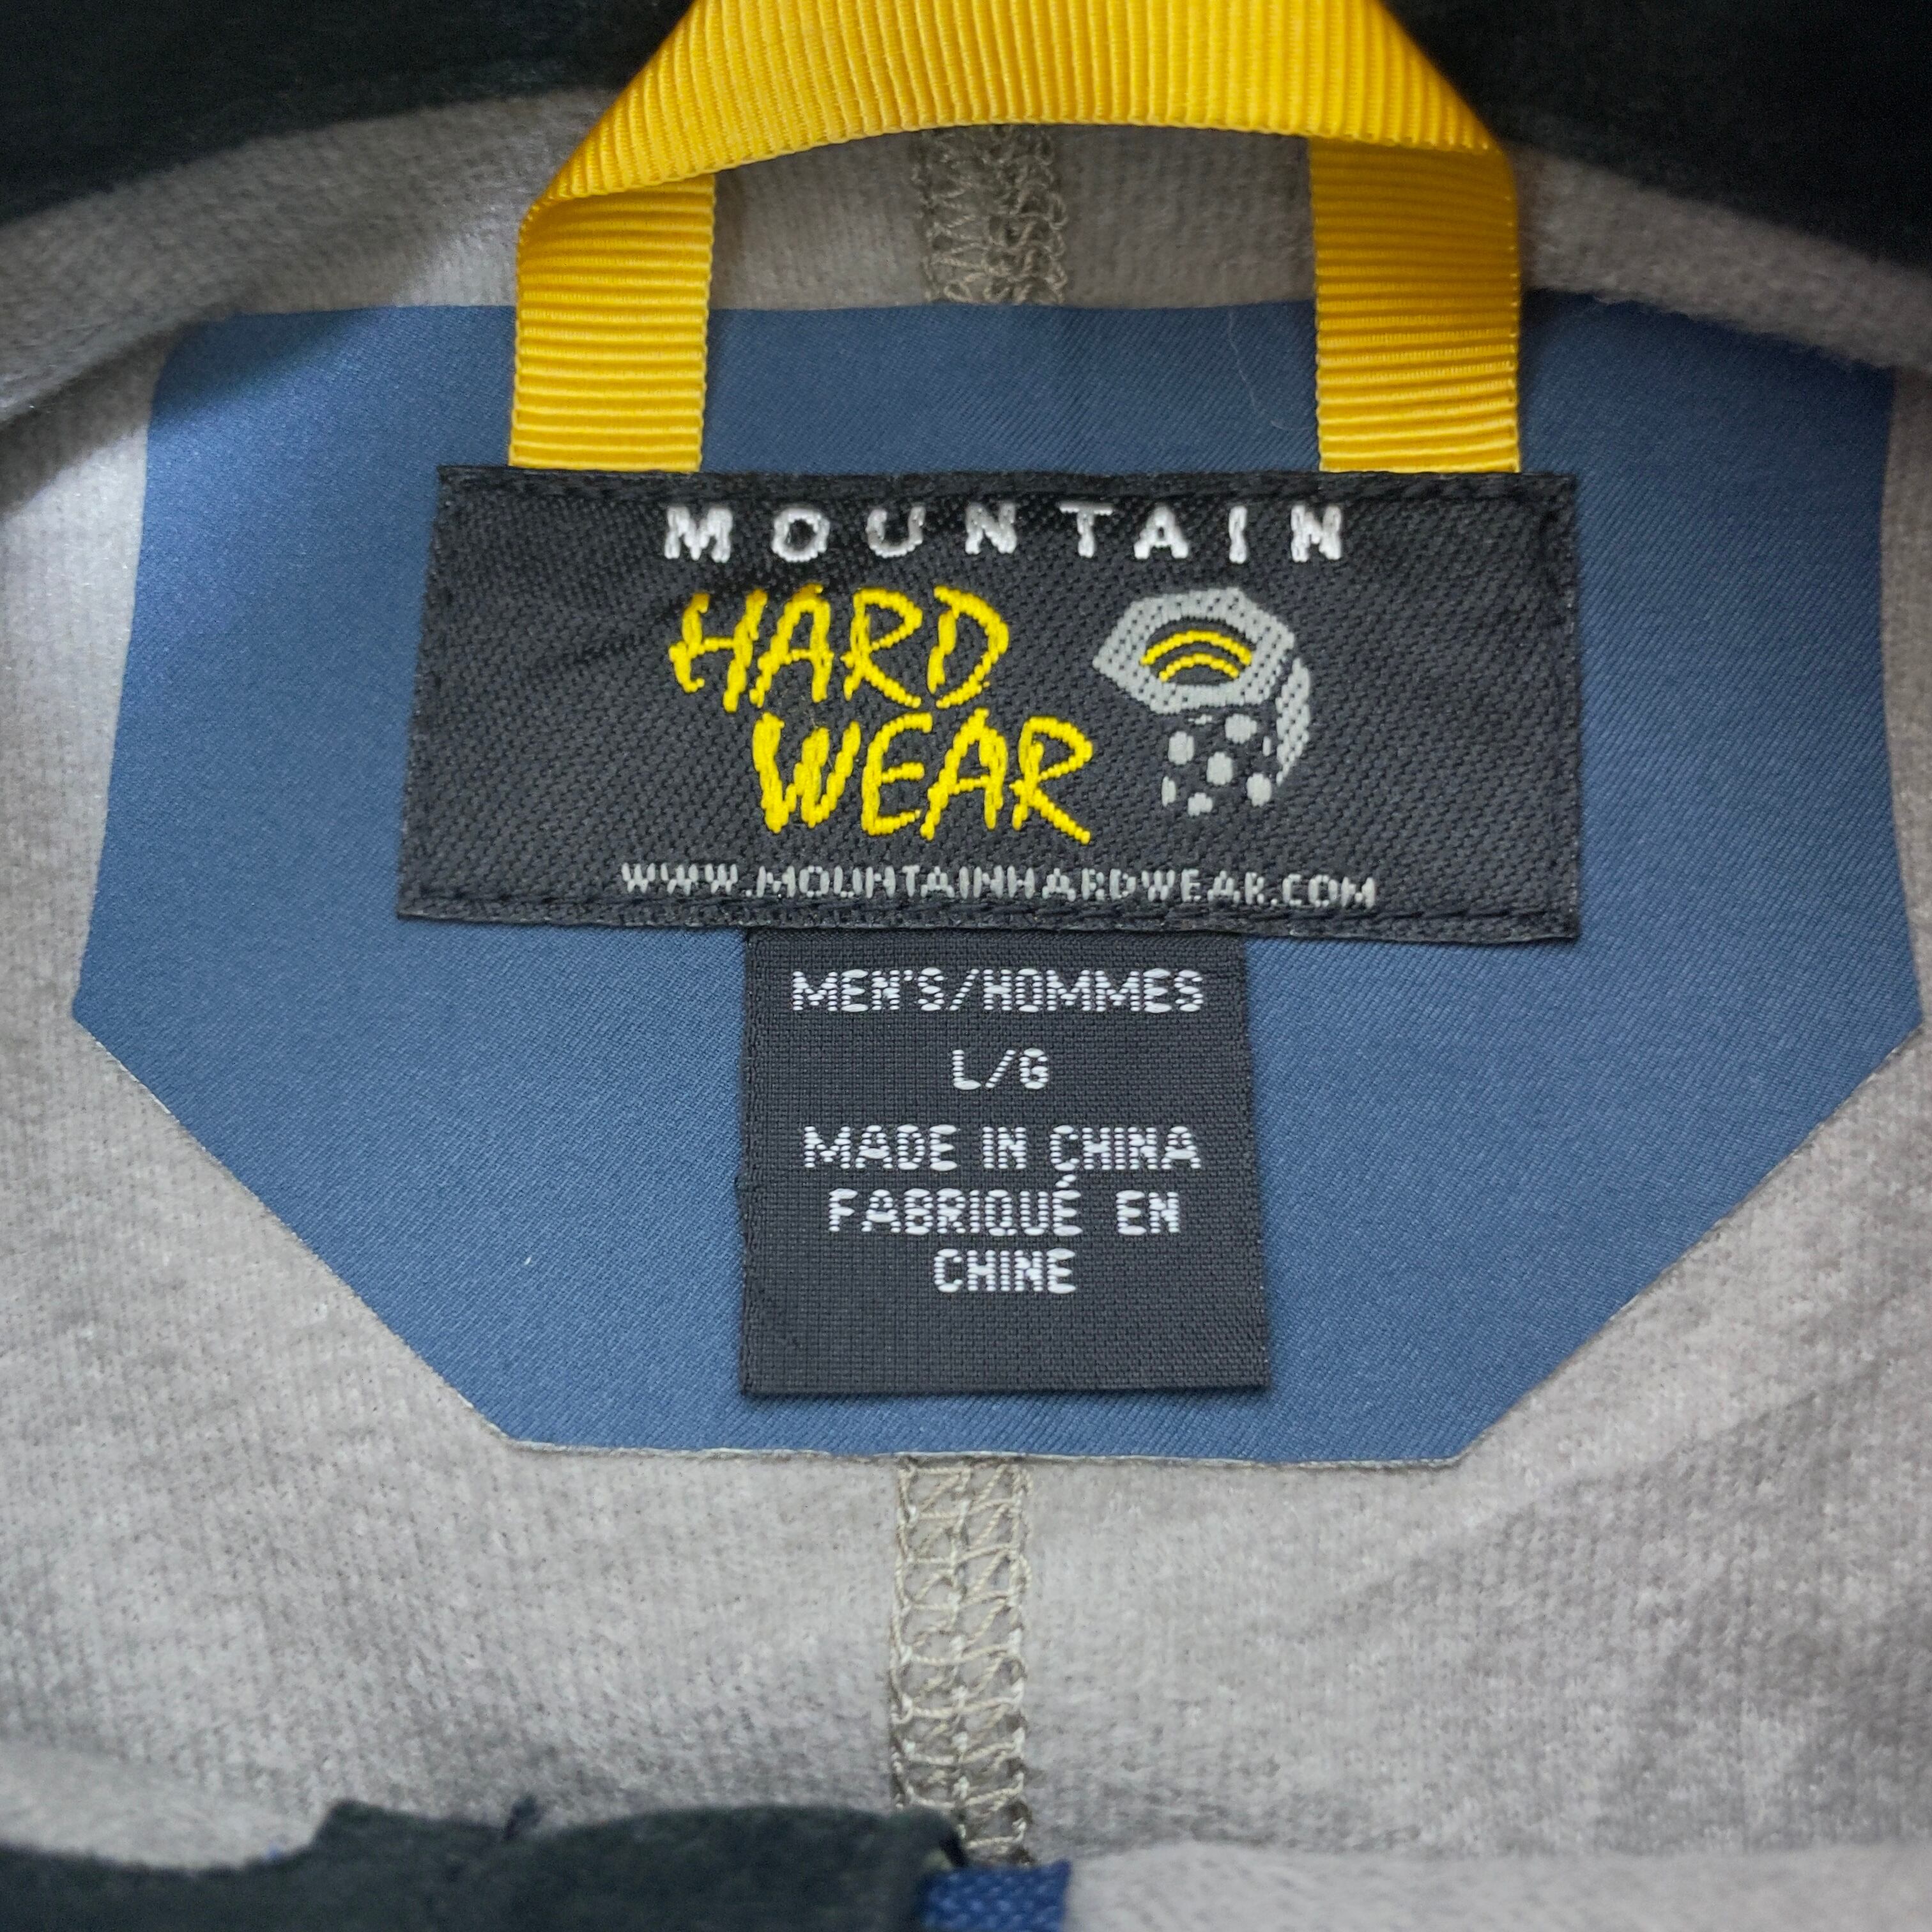 MOUNTAIN
HARD
WEAR
WWW.MOUNTAINHARDWEAR.COM
MEN'S/HOMMES
L/G
MADE IN CHINA
FABRIQUÉ EN
CHINE